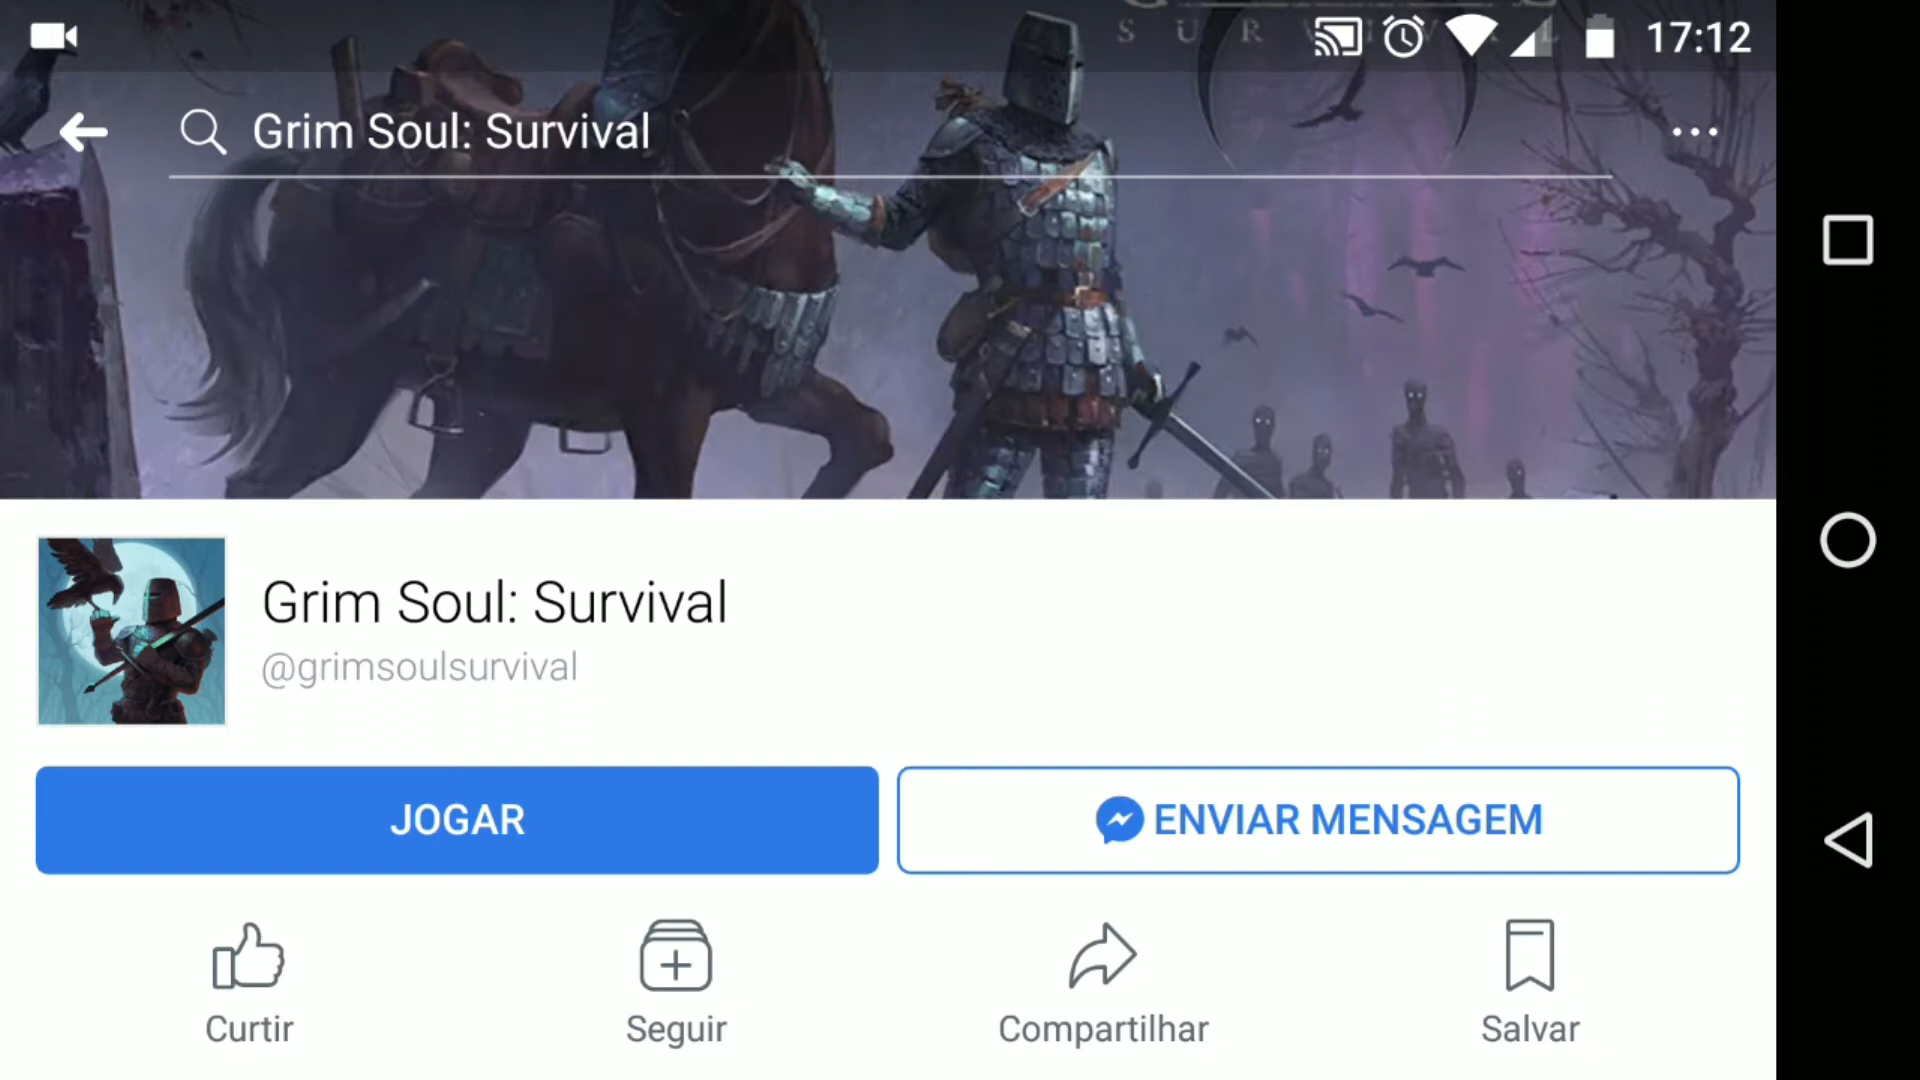 S U R V I V A L
17:12
Grim Soul: Survival
Grim Soul: Survival
@grimsoulsurvival
JOGAR
ENVIAR MENSAGEM
Curtir
Seguir
Compartilhar
Salvar